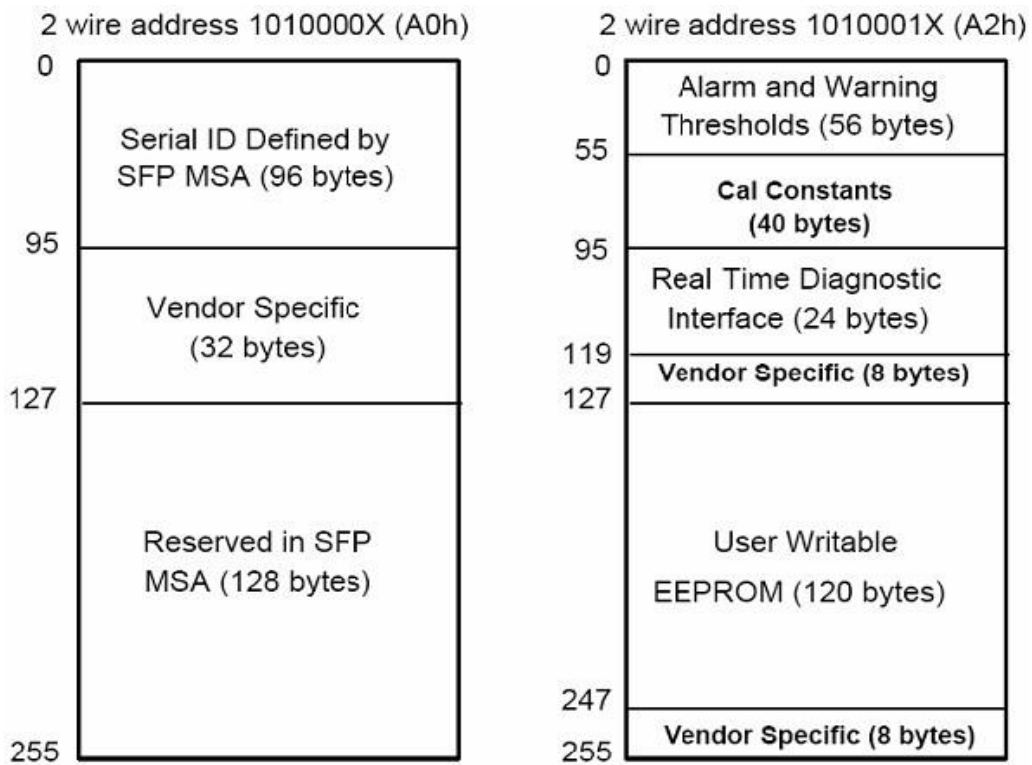 2 wire address 1010000X (A0h)
0
Serial ID Defined by
SFP MSA (96 bytes)
95
Vendor Specific
(32 bytes)
127
Reserved in SFP
MSA (128 bytes)
255
2 wire address 1010001X (A2h)
0
Alarm and Warning
Thresholds (56 bytes)
55
Cal Constants
(40 bytes)
95
Real Time Diagnostic
Interface (24 bytes)
119
Vendor Specific (8 bytes)
127
User Writable
EEPROM (120 bytes)
247
Vendor Specific (8 bytes)
255